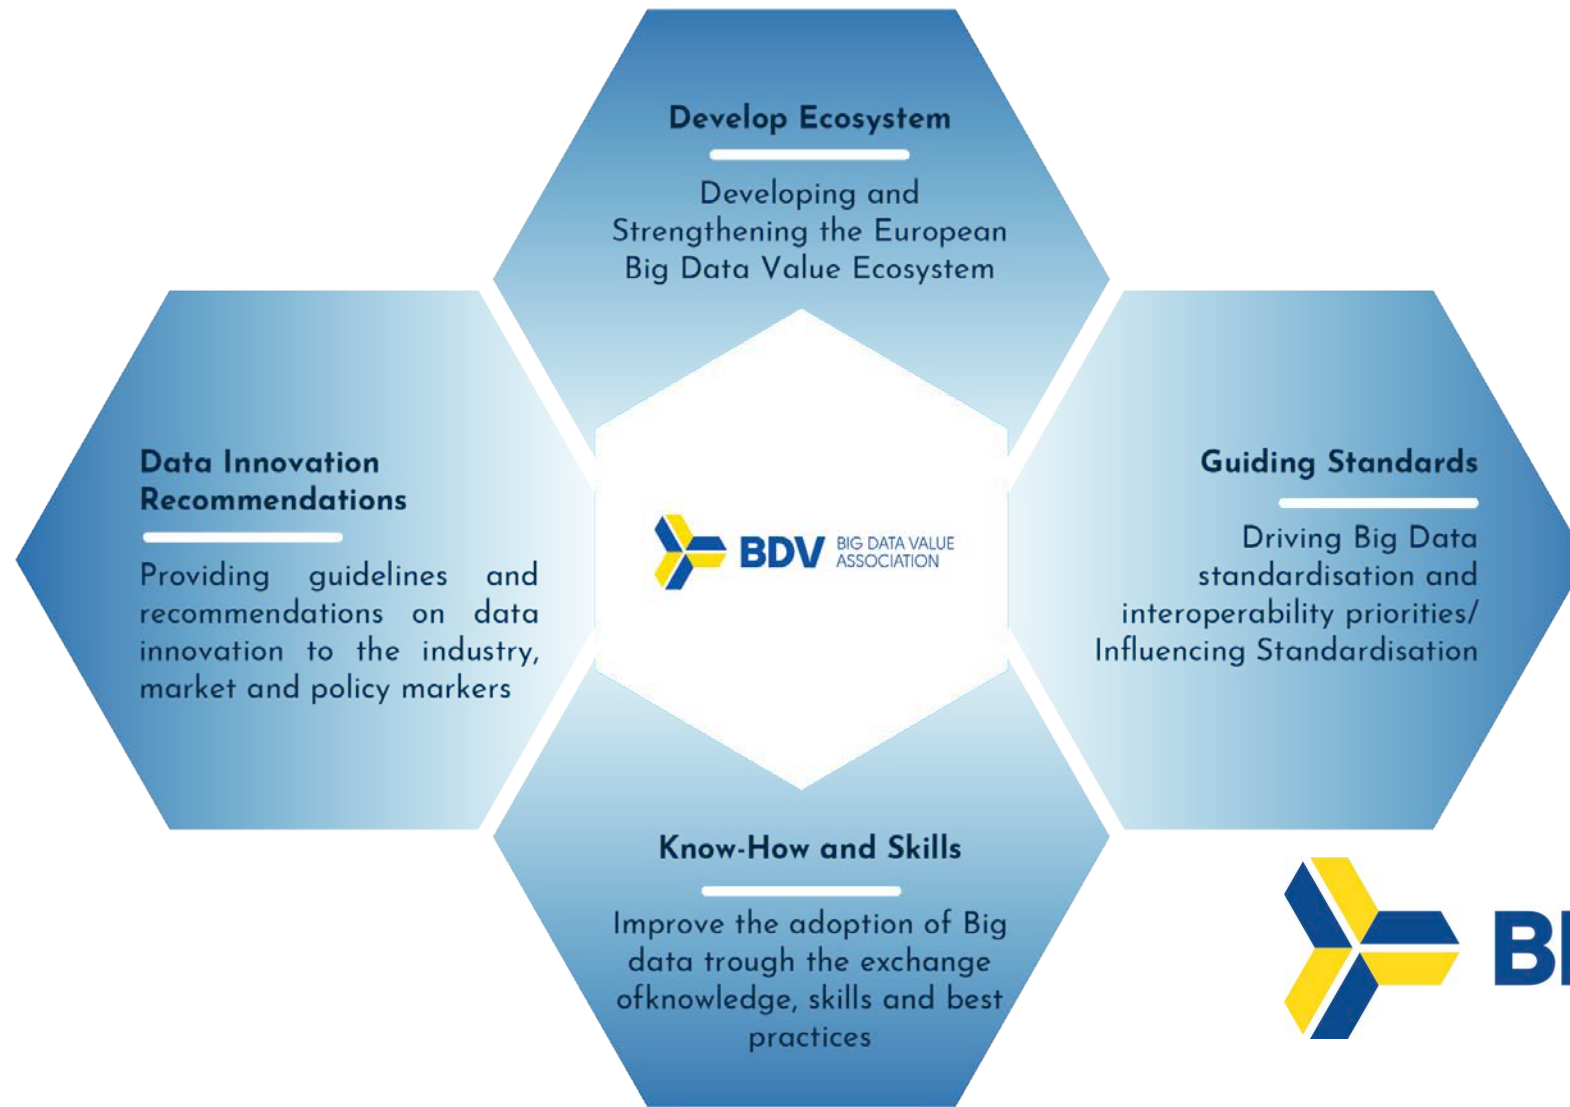 Develop Ecosystem
Developing and
Strengthening the European
Big Data Value Ecosystem
Data Innovation
Recommendations
Providing guidelines and
recommendations on data
innovation to the industry,
market and policy markers
BDV BIG DATA VALUE
ASSOCIATION
Guiding Standards
Driving Big Data
standardisation and
interoperability priorities/
Influencing Standardisation
Know-How and Skills
Improve the adoption of Big
data trough the exchange
ofknowledge, skills and best
practices